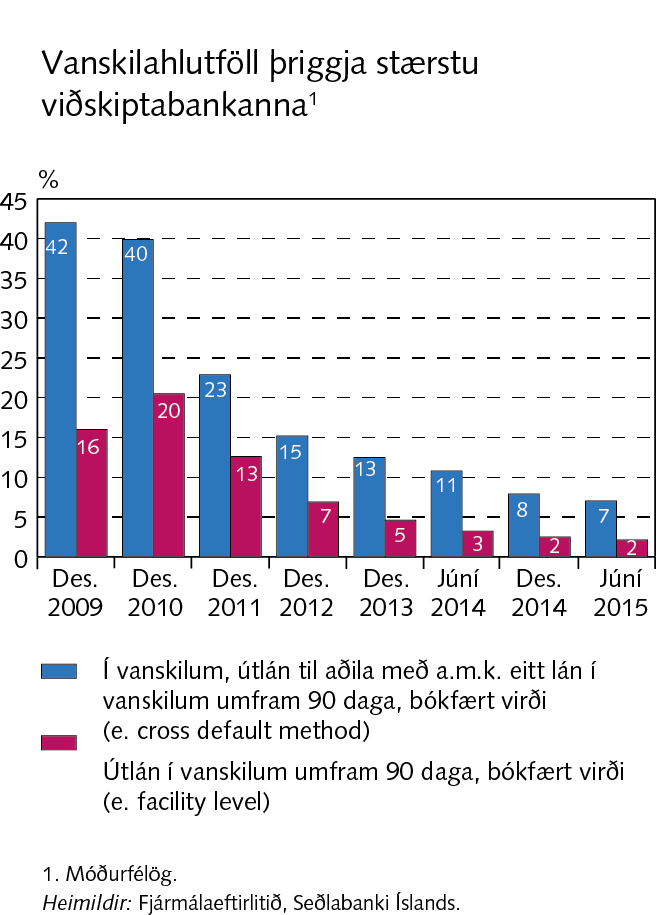 Vanskilahlutföll þriggja stærstu
viðskiptabankanna¹
%
45
40
35
30
25
20
15
10
5
0
42
16
40
20
23
13
15
7
13
5
11
3
8
2
7
2
Des. Des. Des. Des. Des. Júní Des. Júní
2009 2010 2011 2012 2013 2014 2014 2015
Í vanskilum, útlán til aðila með a.m.k. eitt lán í
vanskilum umfram 90 daga, bókfært virði
(e. cross default method)
Útlán í vanskilum umfram 90 daga, bókfært virði
(e. facility level)
1. Móðurfélög.
Heimildir: Fjármálaeftirlitið, Seðlabanki Íslands.